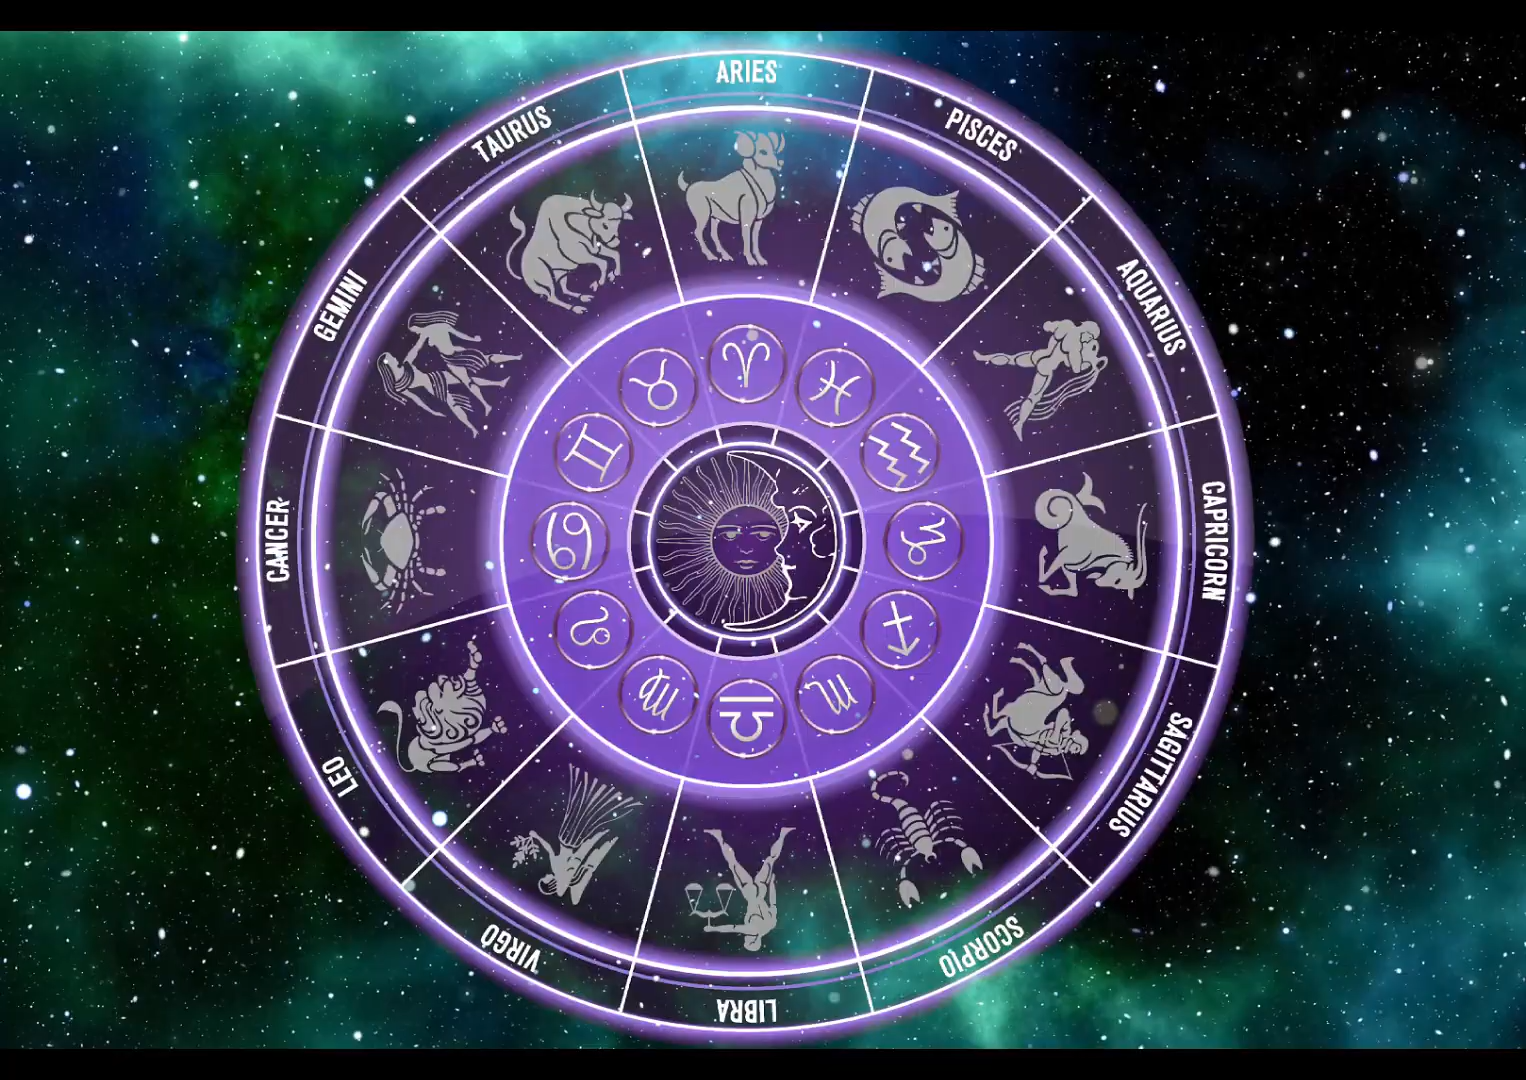 ARIES
PISCES
AQUARIUS
CAPRICORN
SAGITTARIUS
SCORPIO
LIBRA
VIRGO
LEO
CANCER
GEMINI
TAURUS